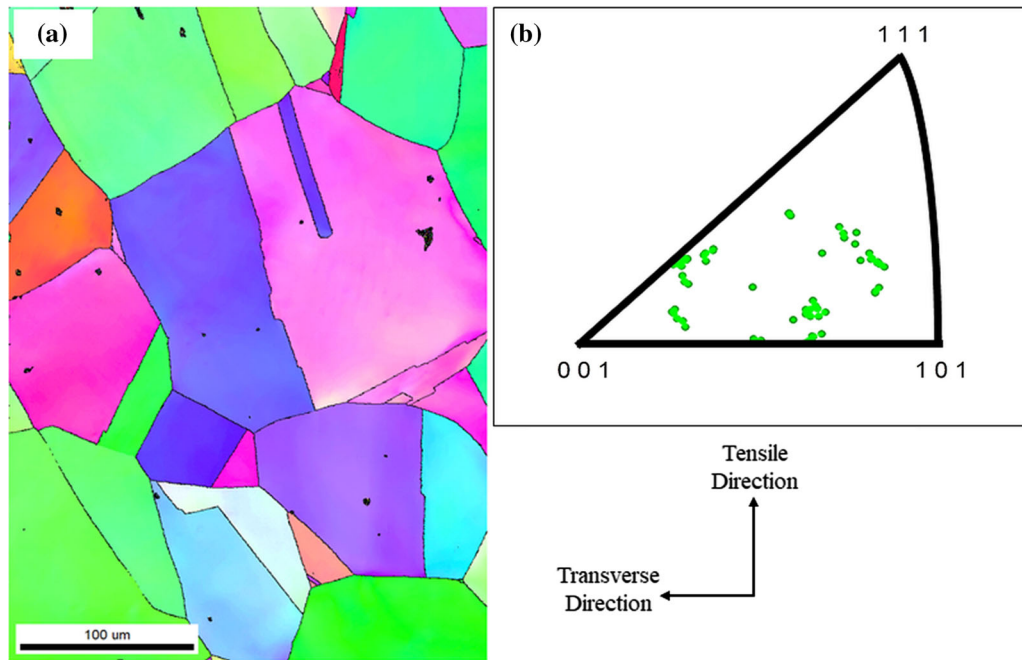 (a)
100 um
(b)
1 1 1
0 0 1
1 0 1
Tensile
Direction
Transverse
Direction